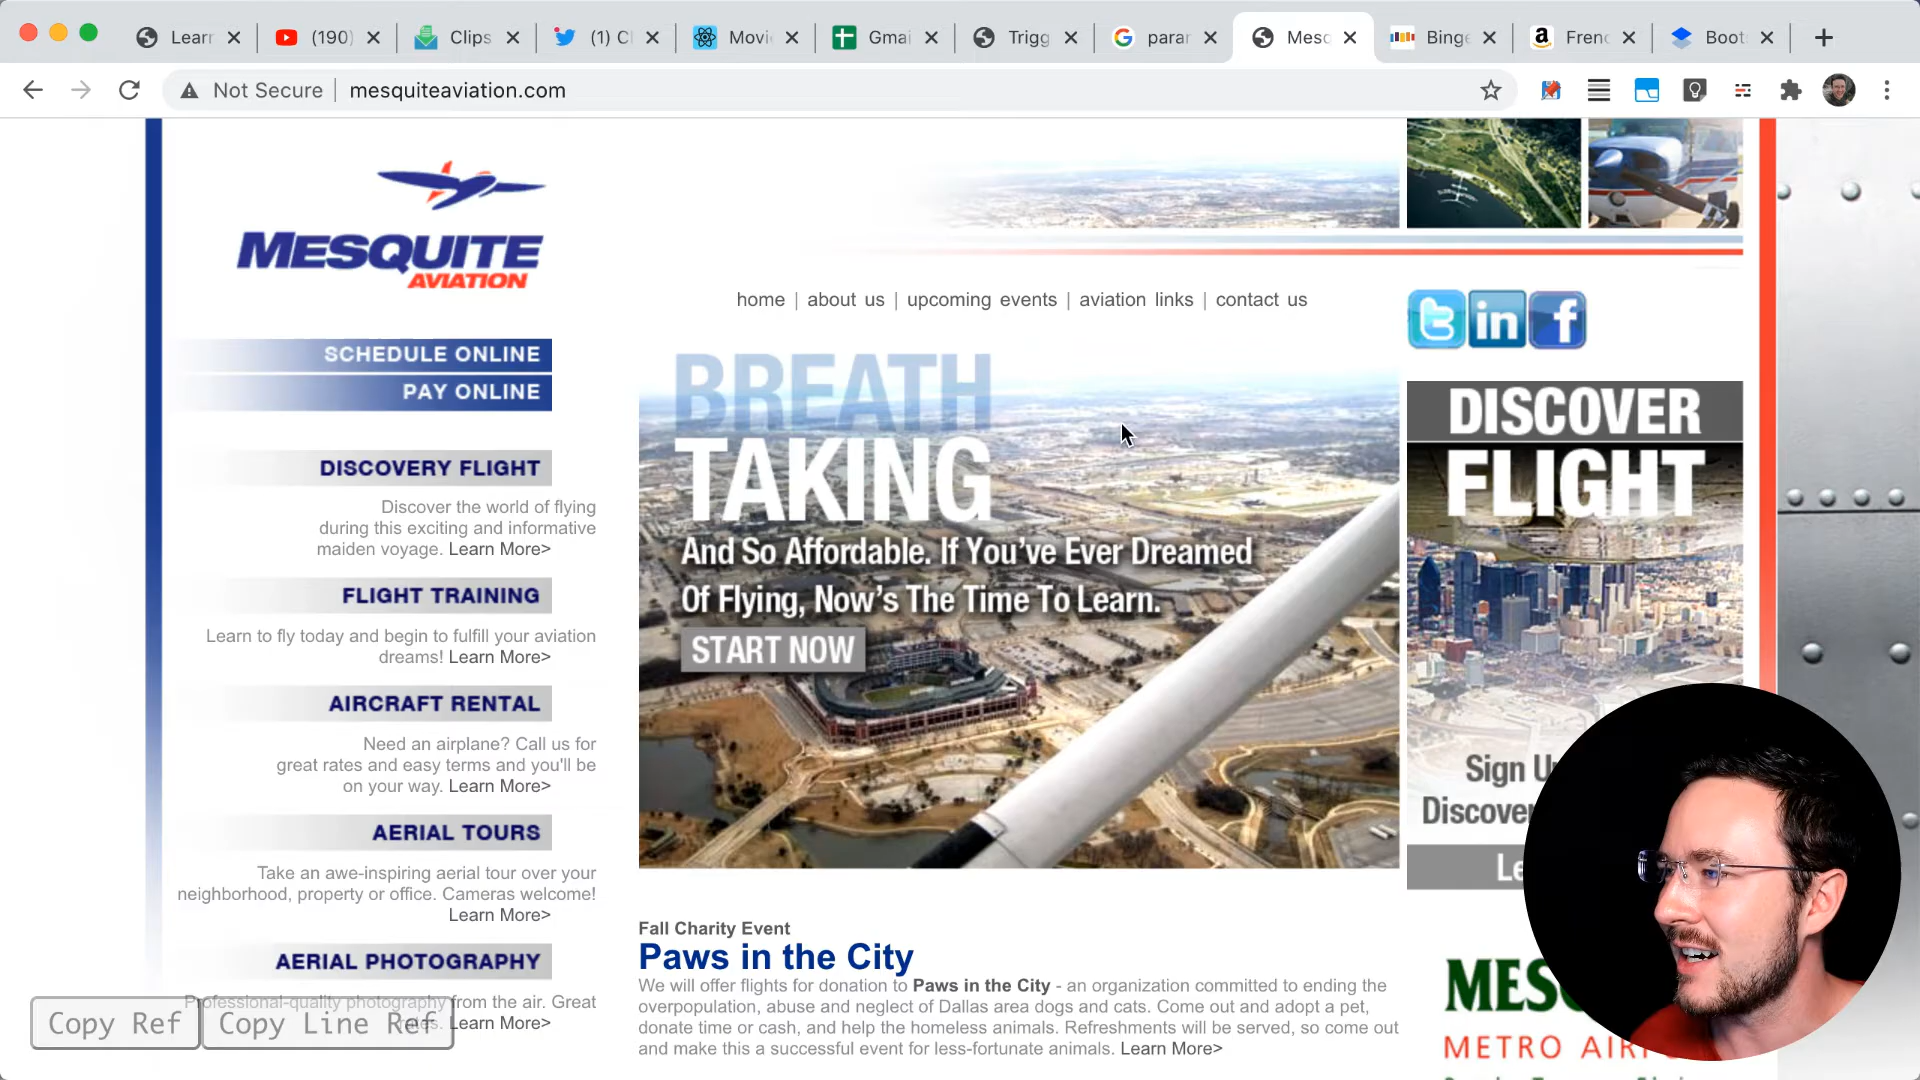 Learn
(190)
Clips
(1) Cl
Movi
Gmai
Trigg
paran
Mesq
Binge
Frenc
Boots
Not Secure
mesquiteaviation.com
MESQUITE
AVIATION
home | about us | upcoming events | aviation links | contact us
SCHEDULE ONLINE
PAY ONLINE
DISCOVERY FLIGHT
Discover the world of flying
during this exciting and informative
maiden voyage. Learn More>
FLIGHT TRAINING
Learn to fly today and begin to fulfill your aviation
dreams! Learn More>
AIRCRAFT RENTAL
Need an airplane? Call us for
great rates and easy terms and you'll be
on your way. Learn More>
AERIAL TOURS
Take an awe-inspiring aerial tour over your
neighborhood, property or office. Cameras welcome!
Learn More>
AERIAL PHOTOGRAPHY
Professional-quality photography from the air. Great
Learn More>
Copy Ref
Copy Line Ref
BREATH
TAKING
And So Affordable. If You've Ever Dreamed
Of Flying, Now's The Time To Learn.
START NOW
Fall Charity Event
Paws in the City
We will offer flights for donation to Paws in the City - an organization committed to ending the
overpopulation, abuse and neglect of Dallas area dogs and cats. Come out and adopt a pet,
donate time or cash, and help the homeless animals. Refreshments will be served, so come out
and make this a successful event for less-fortunate animals. Learn More>
t in f
DISCOVER
FLIGHT
Sign
Discover
Le
MES
METRO